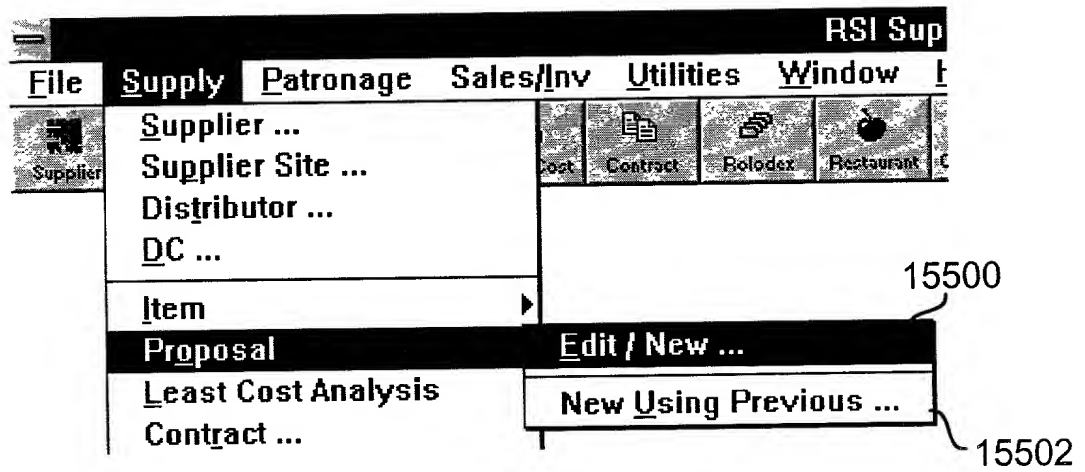 RSI Sup
File Supply Patronage Sales/Inv Utilities Window H
Supplier Cost Contract Rolodex Restaurant C
Supplier ...
Supplier Site ...
Distributor ...
DC ...
15500
Item
Proposal Edit / New ...
Least Cost Analysis
New Using Previous ...
Contract ...
15502